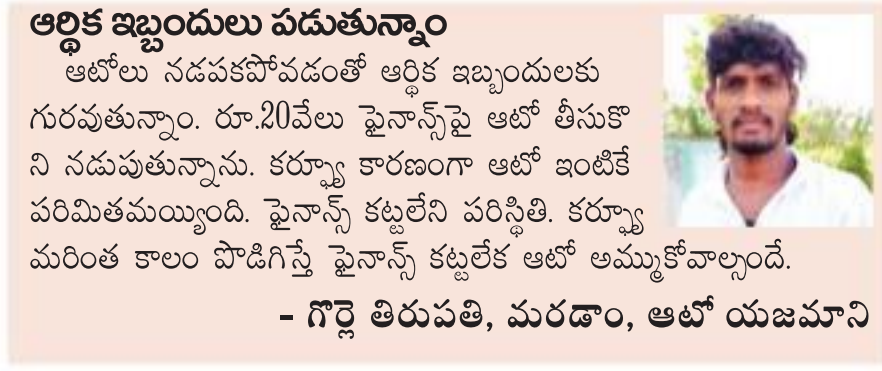 ఆర్థిక ఇబ్బందులు పడుతున్నాం
ఆటోలు నడపకపోవడంతో ఆర్థిక ఇబ్బందులకు
గురవుతున్నాం. రూ.20వేలు ఫైనాన్స్‌పై ఆటో తీసుకొ
ని నడుపుతున్నాను. కర్ఫ్యూ కారణంగా ఆటో ఇంటికే
పరిమితమయ్యింది. ఫైనాన్స్ కట్టలేని పరిస్థితి. కర్ఫ్యూ
మరింత కాలం పొడిగిస్తే ఫైనాన్స్ కట్టలేక ఆటో అమ్ముకోవాల్సందే.
- గొర్లె తిరుపతి, మరడాం, ఆటో యజమాని